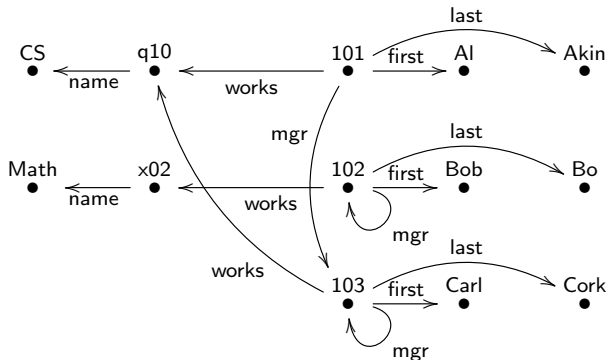 last
CS q10 101 Al Akin
name works first
mgr
last
Math x02 102 Bob Bo
name works first
mgr
last
works 103 Carl Cork
first
mgr